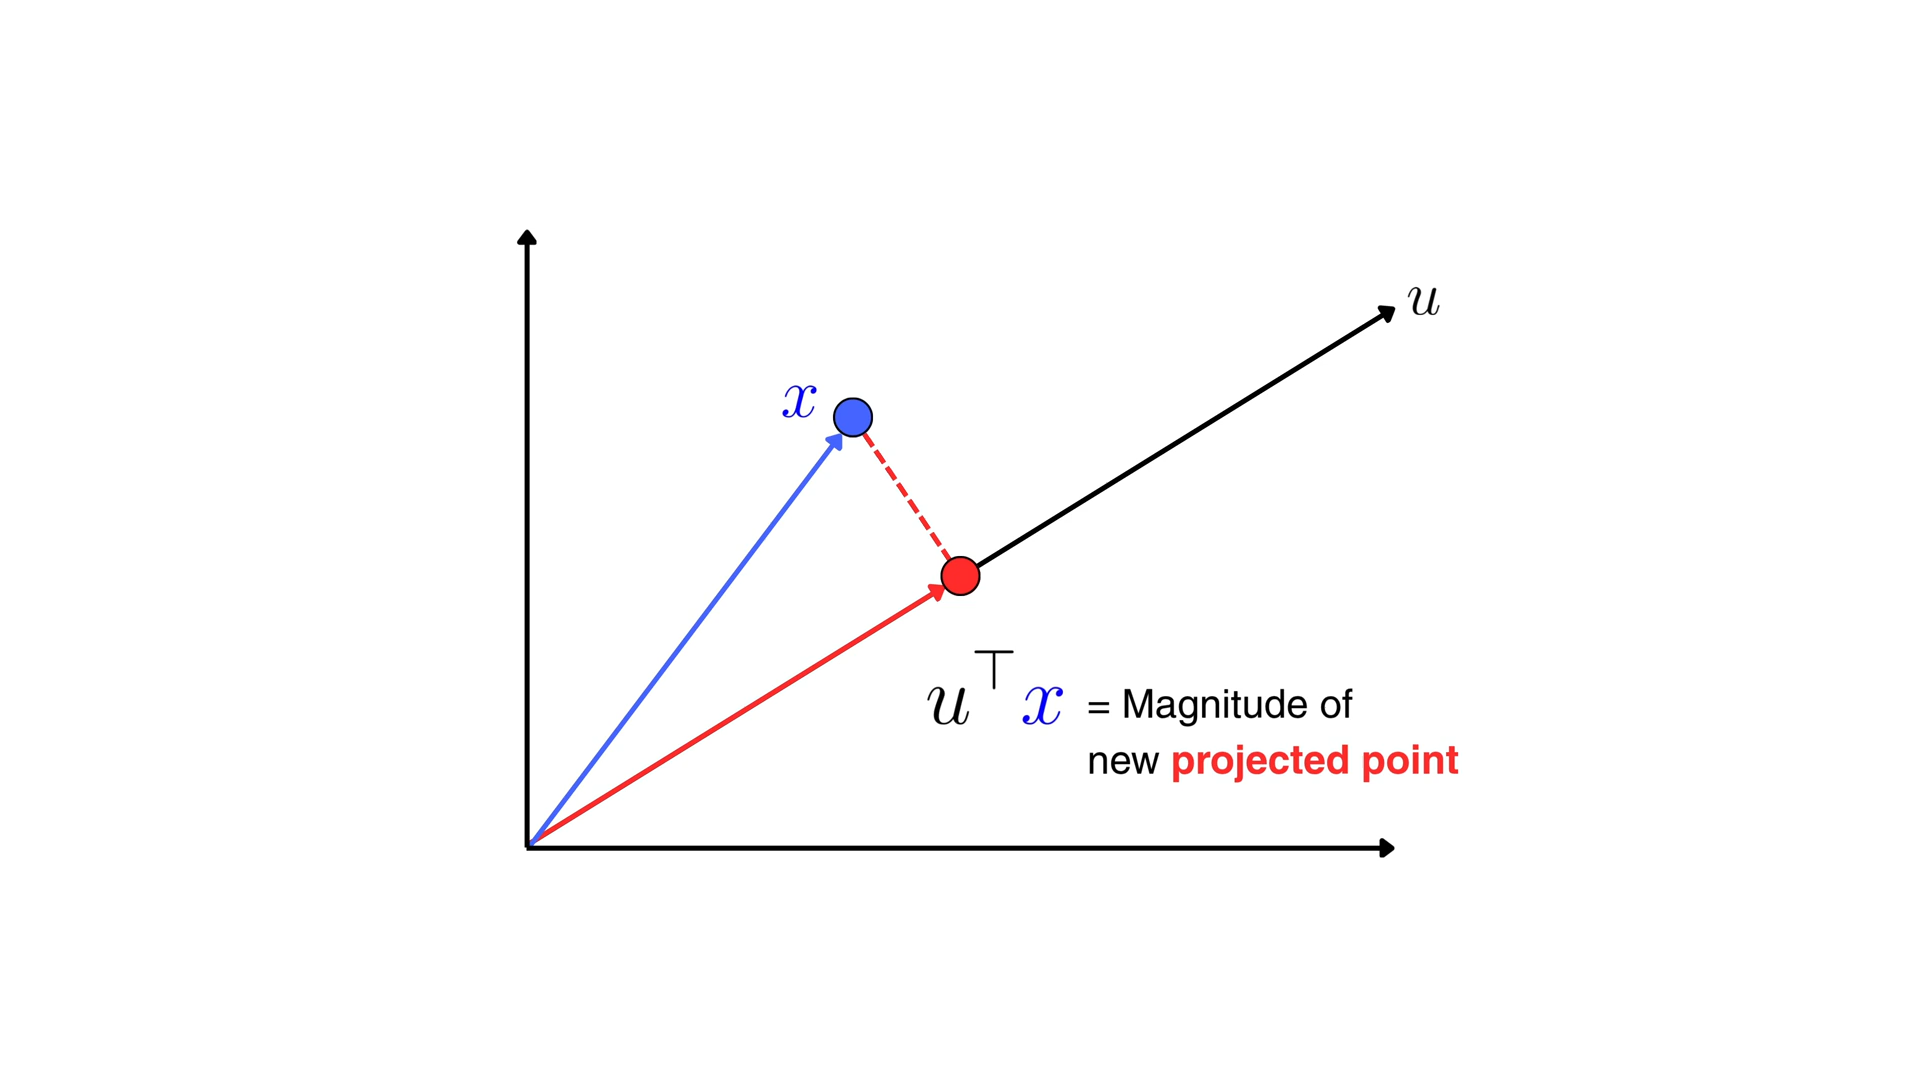 u
x
u⊤x = Magnitude of
new projected point